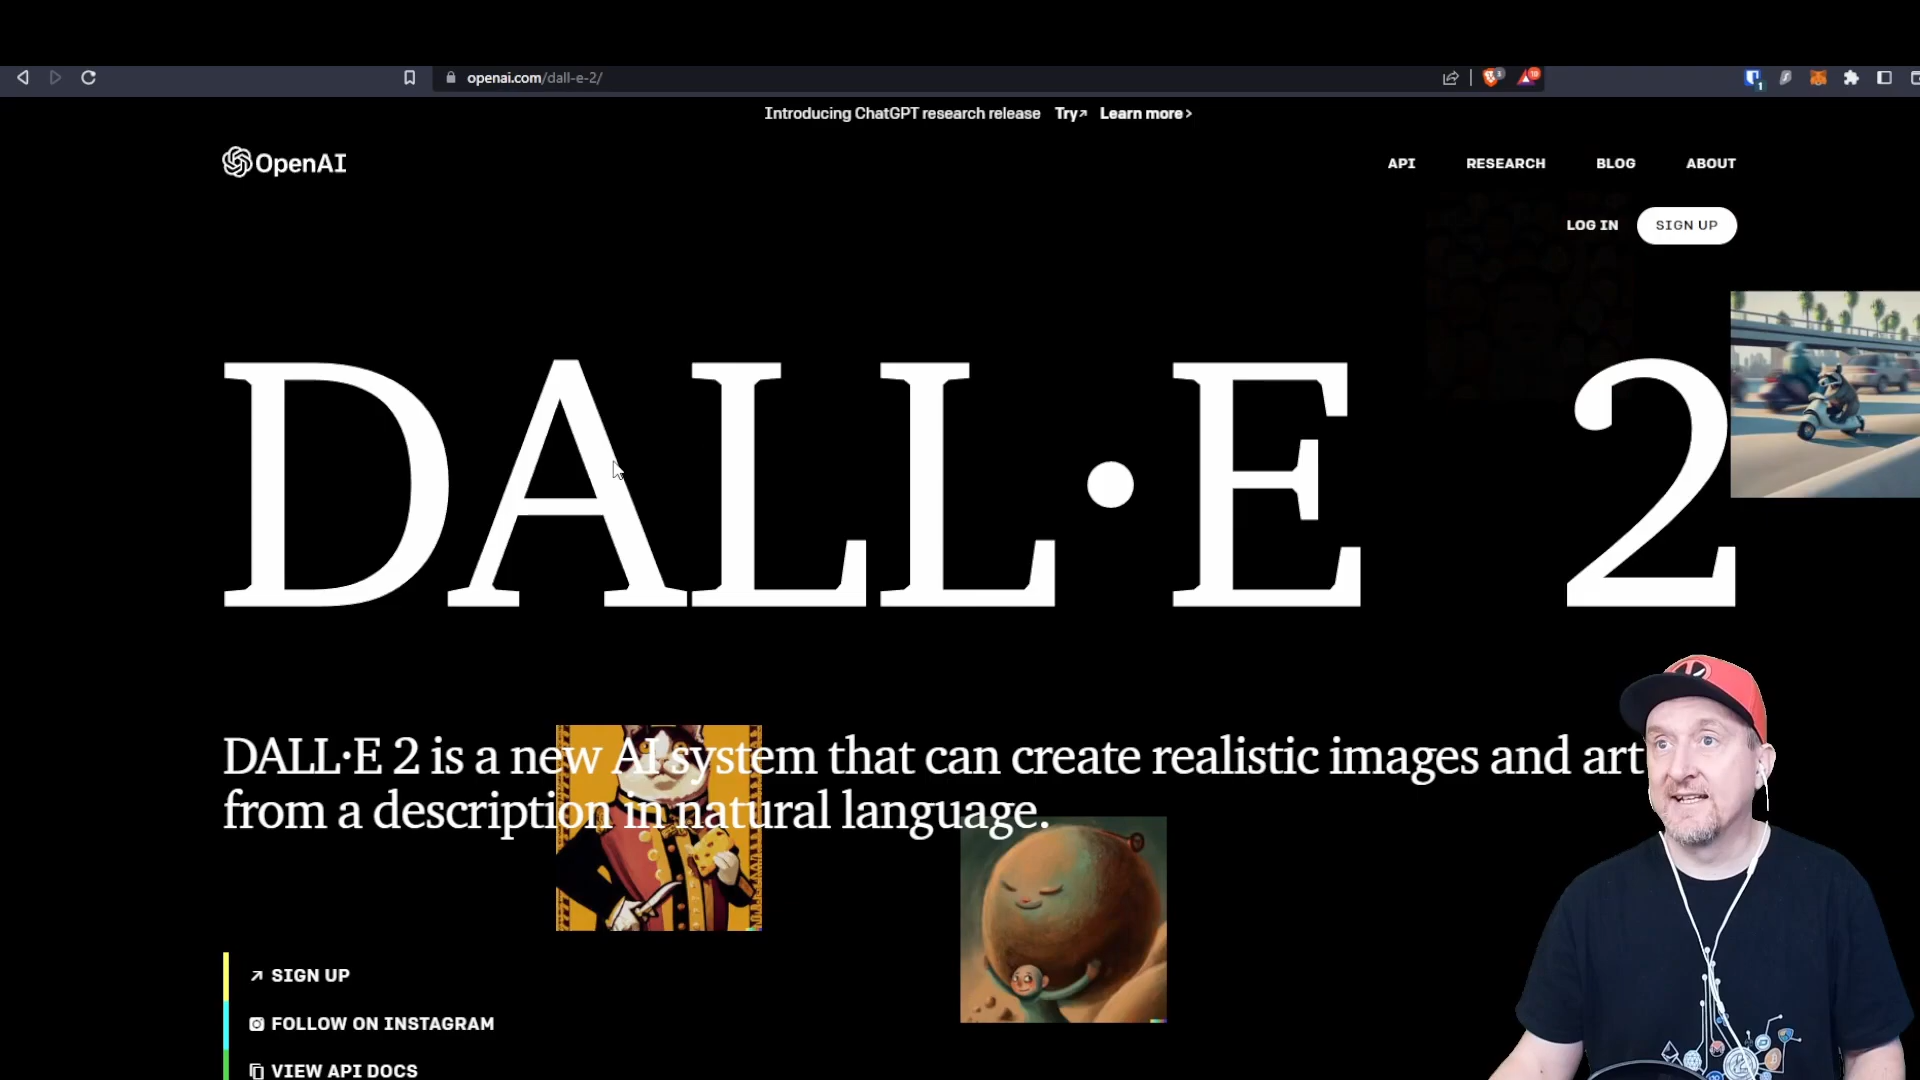 openai.com/dall-e-2/
Introducing ChatGPT research release Try↗ Learn more >
OpenAI
API RESEARCH BLOG ABOUT
LOG IN SIGN UP
DALL·E 2
DALL·E 2 is a new AI system that can create realistic images and art
from a description in natural language.
↗ SIGN UP
FOLLOW ON INSTAGRAM
VIEW API DOCS